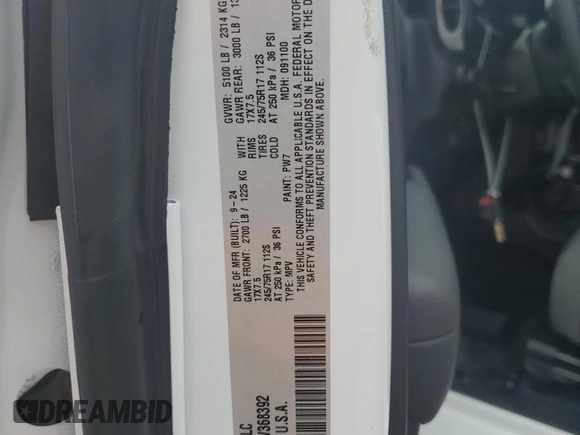 DATE OF MFR (BUILT): 9-24 GVWR: 5100 LB / 2314 KG
GAWR FRONT: 2700 LB / 1225 KG WITH GAWR REAR: 3000 LB /
17X7.5 RIMS 17X7.5
245/75R17 112S TIRES 245/75R17 112S
AT 250 kPa / 36 PSI COLD AT 250 kPa / 36 PSI
TYPE: MPV PAINT: PW7 MDH: 091100
THIS VEHICLE CONFORMS TO ALL APPLICABLE U.S.A. FEDERAL MOTOR
SAFETY AND THEFT PREVENTION STANDARDS IN EFFECT ON THE D
MANUFACTURE SHOWN ABOVE.
LC
368392
U.S.A.
DREAMBID